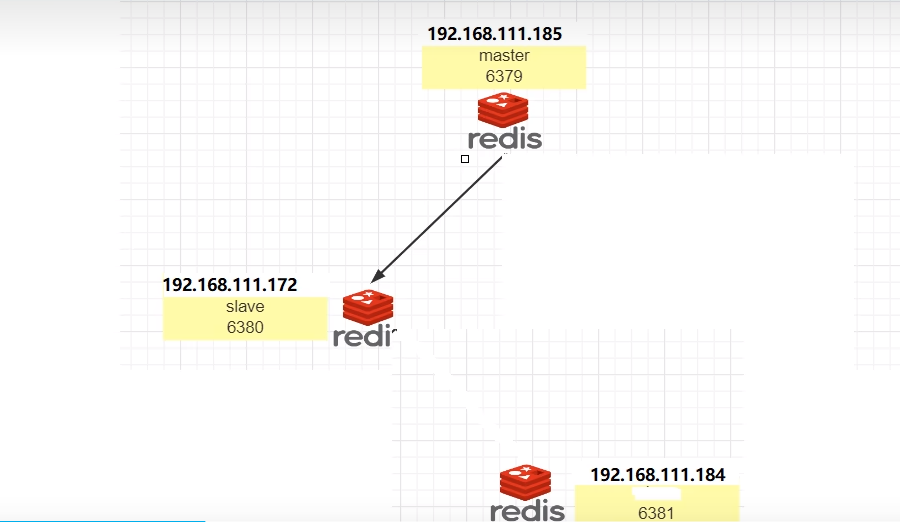 192.168.111.185
master
6379
redis
192.168.111.172
slave
6380
redi
192.168.111.184
6381
redis